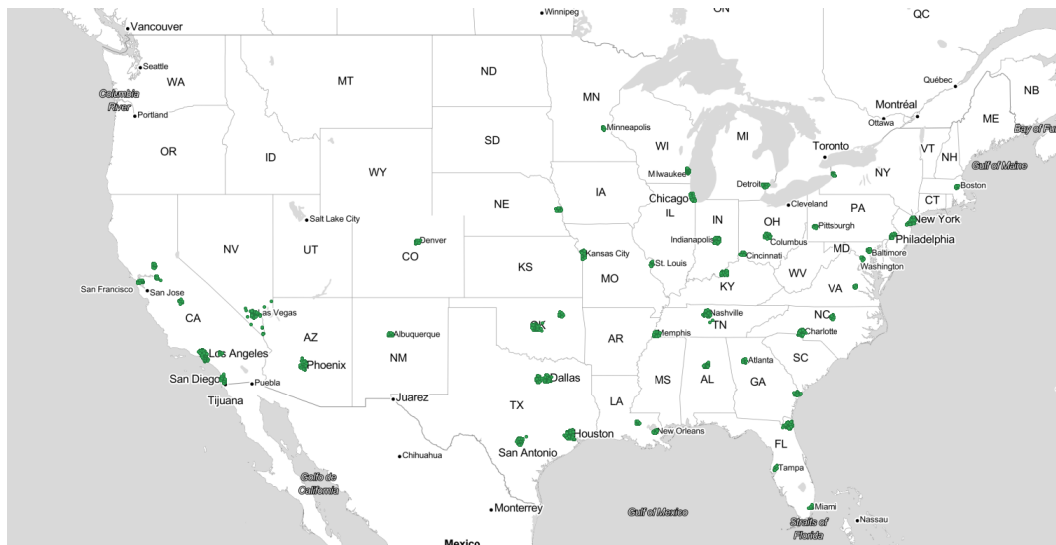 Winnipeg
ON
QC
Vancouver
Seattle
WA
MT
ND
MN
Québec
NB
Columbia
River
Montréal
Ottawa
ME
Portland
Minneapolis
Bay of Fu
OR
ID
SD
WI
MI
Toronto
VT
NH
Gulf of Maine
WY
Milwaukee
Detroit
NY
Boston
IA
Chicago
Cleveland
CT
NE
IL
IN
OH
PA
Salt Lake City
Pittsburgh
New York
NV
UT
Denver
Indianapolis
Columbus
Philadelphia
CO
Kansas City
MD
Baltimore
Cincinnati
Washington
KS
St. Louis
WV
San Francisco
San Jose
MO
KY
VA
Las Vegas
Nashville
CA
NC
OK
TN
AZ
Albuquerque
AR
Memphis
Charlotte
Los Angeles
NM
SC
Phoenix
Atlanta
San Diego
Dallas
MS
AL
GA
Puebla
Tijuana
Juarez
TX
LA
Houston
New Orleans
FL
San Antonio
Chihuahua
Tampa
Golfo de
California
Monterrey
Gulf of Mexico
Miami
Straits of
Florida
Nassau
Mexico